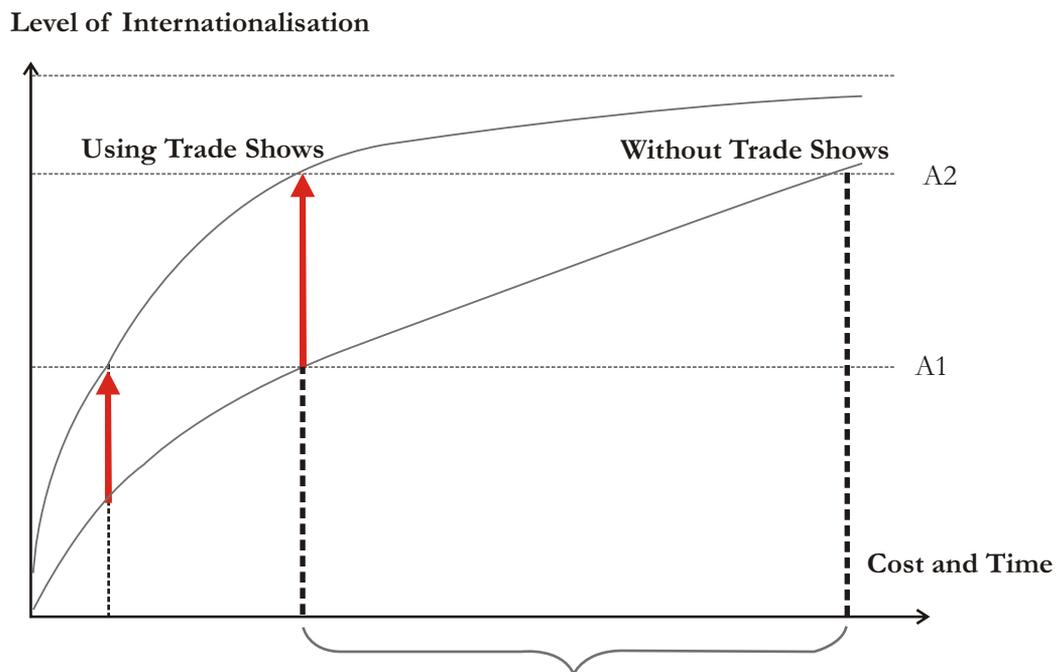 Level of Internationalisation
Using Trade Shows
Without Trade Shows
A2
A1
Cost and Time